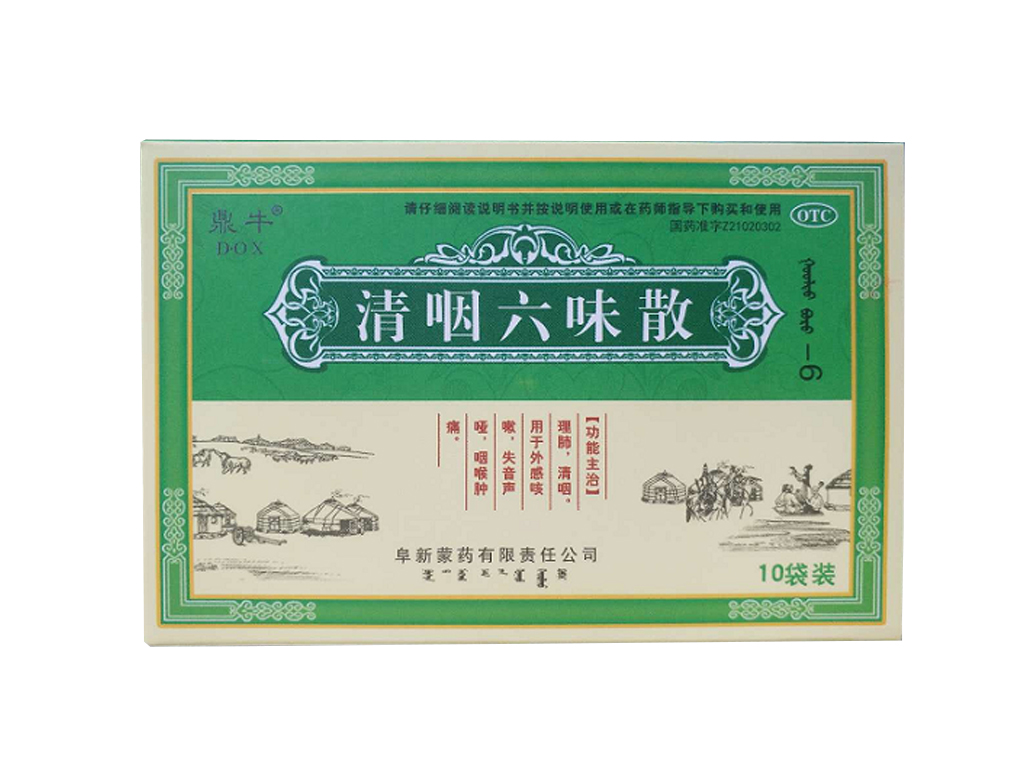 鼎牛®
D·O·X
请仔细阅读说明书并按说明使用或在药师指导下购买和使用
OTC
国药准字Z21020302
清咽六味散
-6
【功能主治】
理肺，清咽。
用于外感咳
嗽，失音声
哑，咽喉肿
痛。
阜新蒙药有限责任公司
10袋装